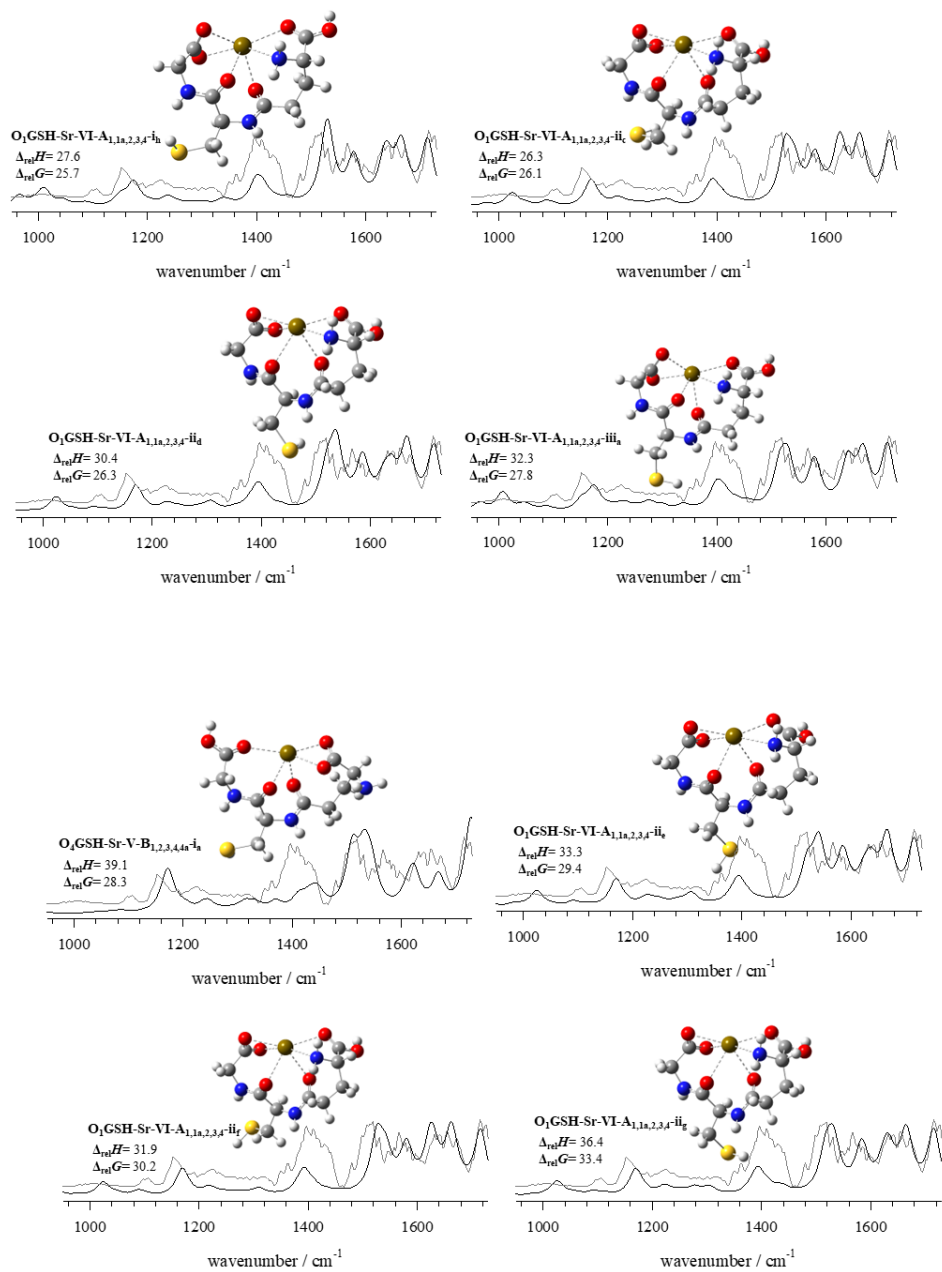 O₁GSH-Sr-VI-A₁,₁ₐ,₂,₃,₄-iₕ
ΔrelH= 27.6
ΔrelG= 25.7
1000 1200 1400 1600
wavenumber / cm⁻¹
O₁GSH-Sr-VI-A₁,₁ₐ,₂,₃,₄-ii_c
ΔrelH= 26.3
ΔrelG= 26.1
1000 1200 1400 1600
wavenumber / cm⁻¹
O₁GSH-Sr-VI-A₁,₁ₐ,₂,₃,₄-ii_d
ΔrelH= 30.4
ΔrelG= 26.3
1000 1200 1400 1600
wavenumber / cm⁻¹
O₁GSH-Sr-VI-A₁,₁ₐ,₂,₃,₄-iiiₐ
ΔrelH= 32.3
ΔrelG= 27.8
1000 1200 1400 1600
wavenumber / cm⁻¹
O₄GSH-Sr-V-B₁,₂,₃,₄,₄ₐ-iₐ
ΔrelH= 39.1
ΔrelG= 28.3
1000 1200 1400 1600
wavenumber / cm⁻¹
O₁GSH-Sr-VI-A₁,₁ₐ,₂,₃,₄-iiₑ
ΔrelH= 33.3
ΔrelG= 29.4
1000 1200 1400 1600
wavenumber / cm⁻¹
O₁GSH-Sr-VI-A₁,₁ₐ,₂,₃,₄-ii_f
ΔrelH= 31.9
ΔrelG= 30.2
1000 1200 1400 1600
wavenumber / cm⁻¹
O₁GSH-Sr-VI-A₁,₁ₐ,₂,₃,₄-ii_g
ΔrelH= 36.4
ΔrelG= 33.4
1000 1200 1400 1600
wavenumber / cm⁻¹